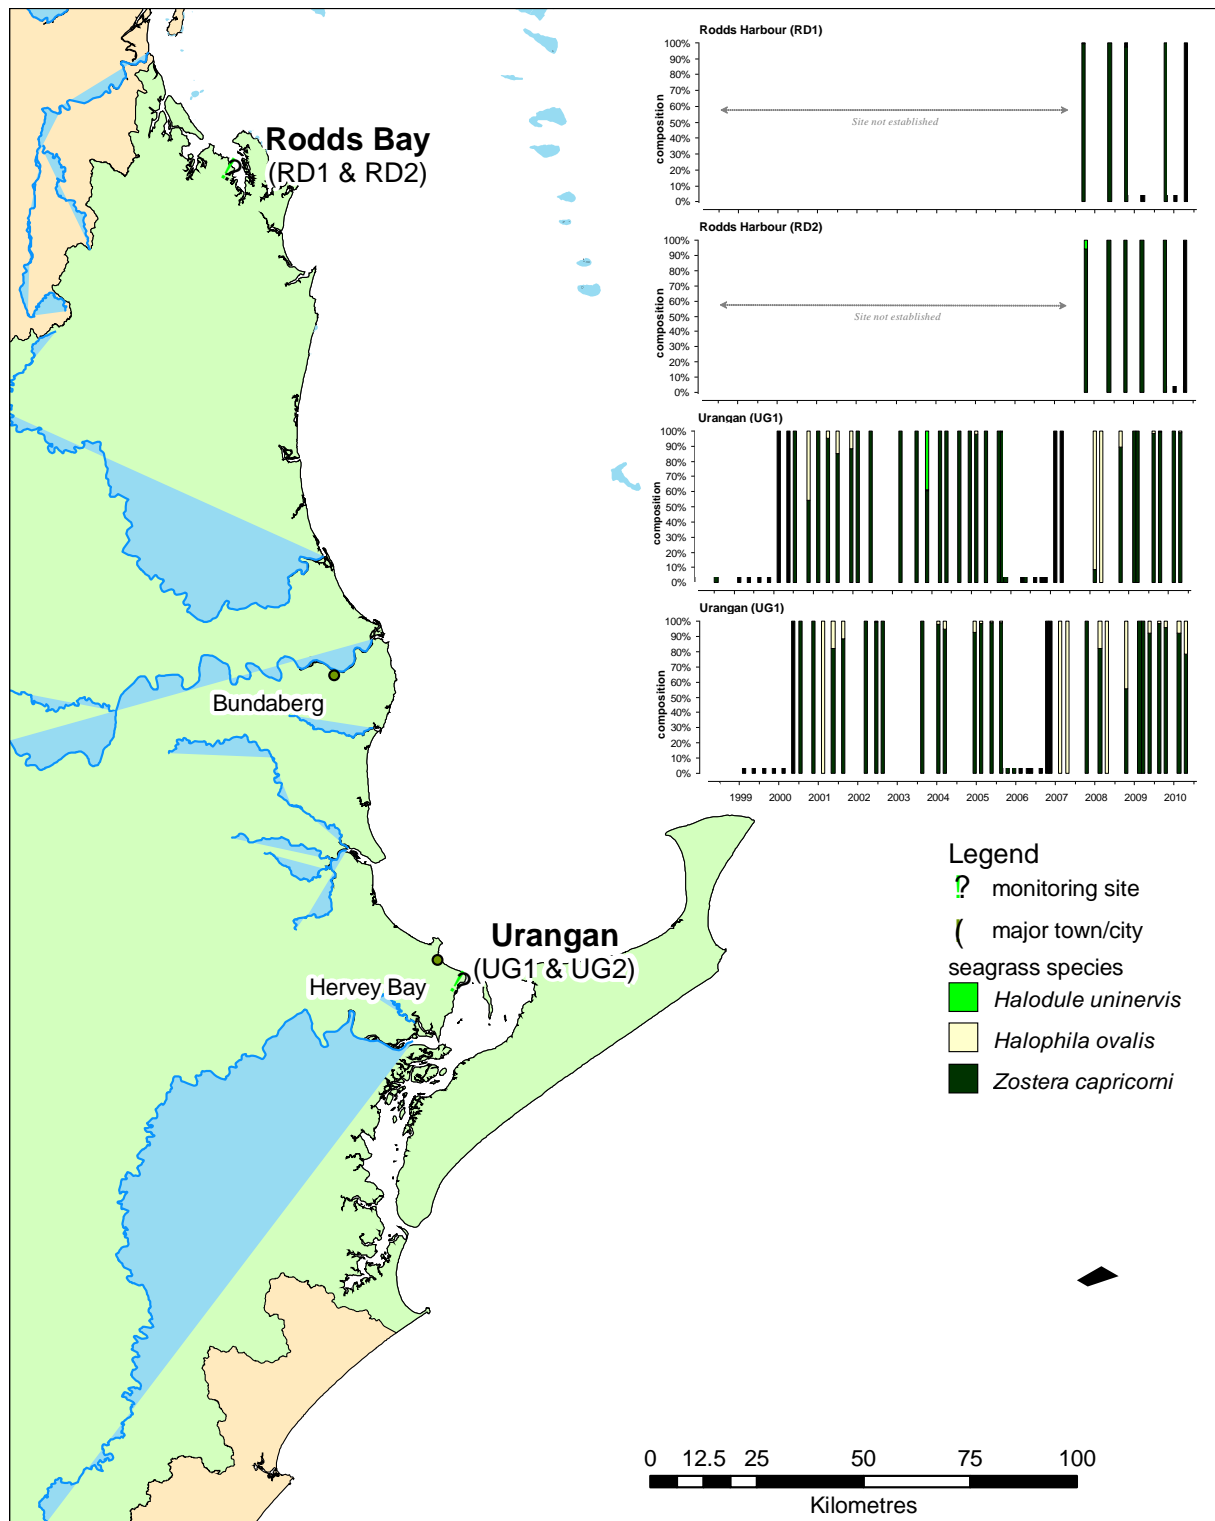 Rodds Bay
(RD1 & RD2)
Bundaberg
Urangan
(UG1 & UG2)
Hervey Bay
Rodds Harbour (RD1)
composition
100%
90%
80%
70%
60%
50%
40%
30%
20%
10%
0%
Site not established
Rodds Harbour (RD2)
composition
100%
90%
80%
70%
60%
50%
40%
30%
20%
10%
0%
Site not established
Urangan (UG1)
composition
100%
90%
80%
70%
60%
50%
40%
30%
20%
10%
0%
Urangan (UG1)
composition
100%
90%
80%
70%
60%
50%
40%
30%
20%
10%
0%
1999 2000 2001 2002 2003 2004 2005 2006 2007 2008 2009 2010
Legend
? monitoring site
( major town/city
seagrass species
Halodule uninervis
Halophila ovalis
Zostera capricorni
0 12.5 25 50 75 100
Kilometres